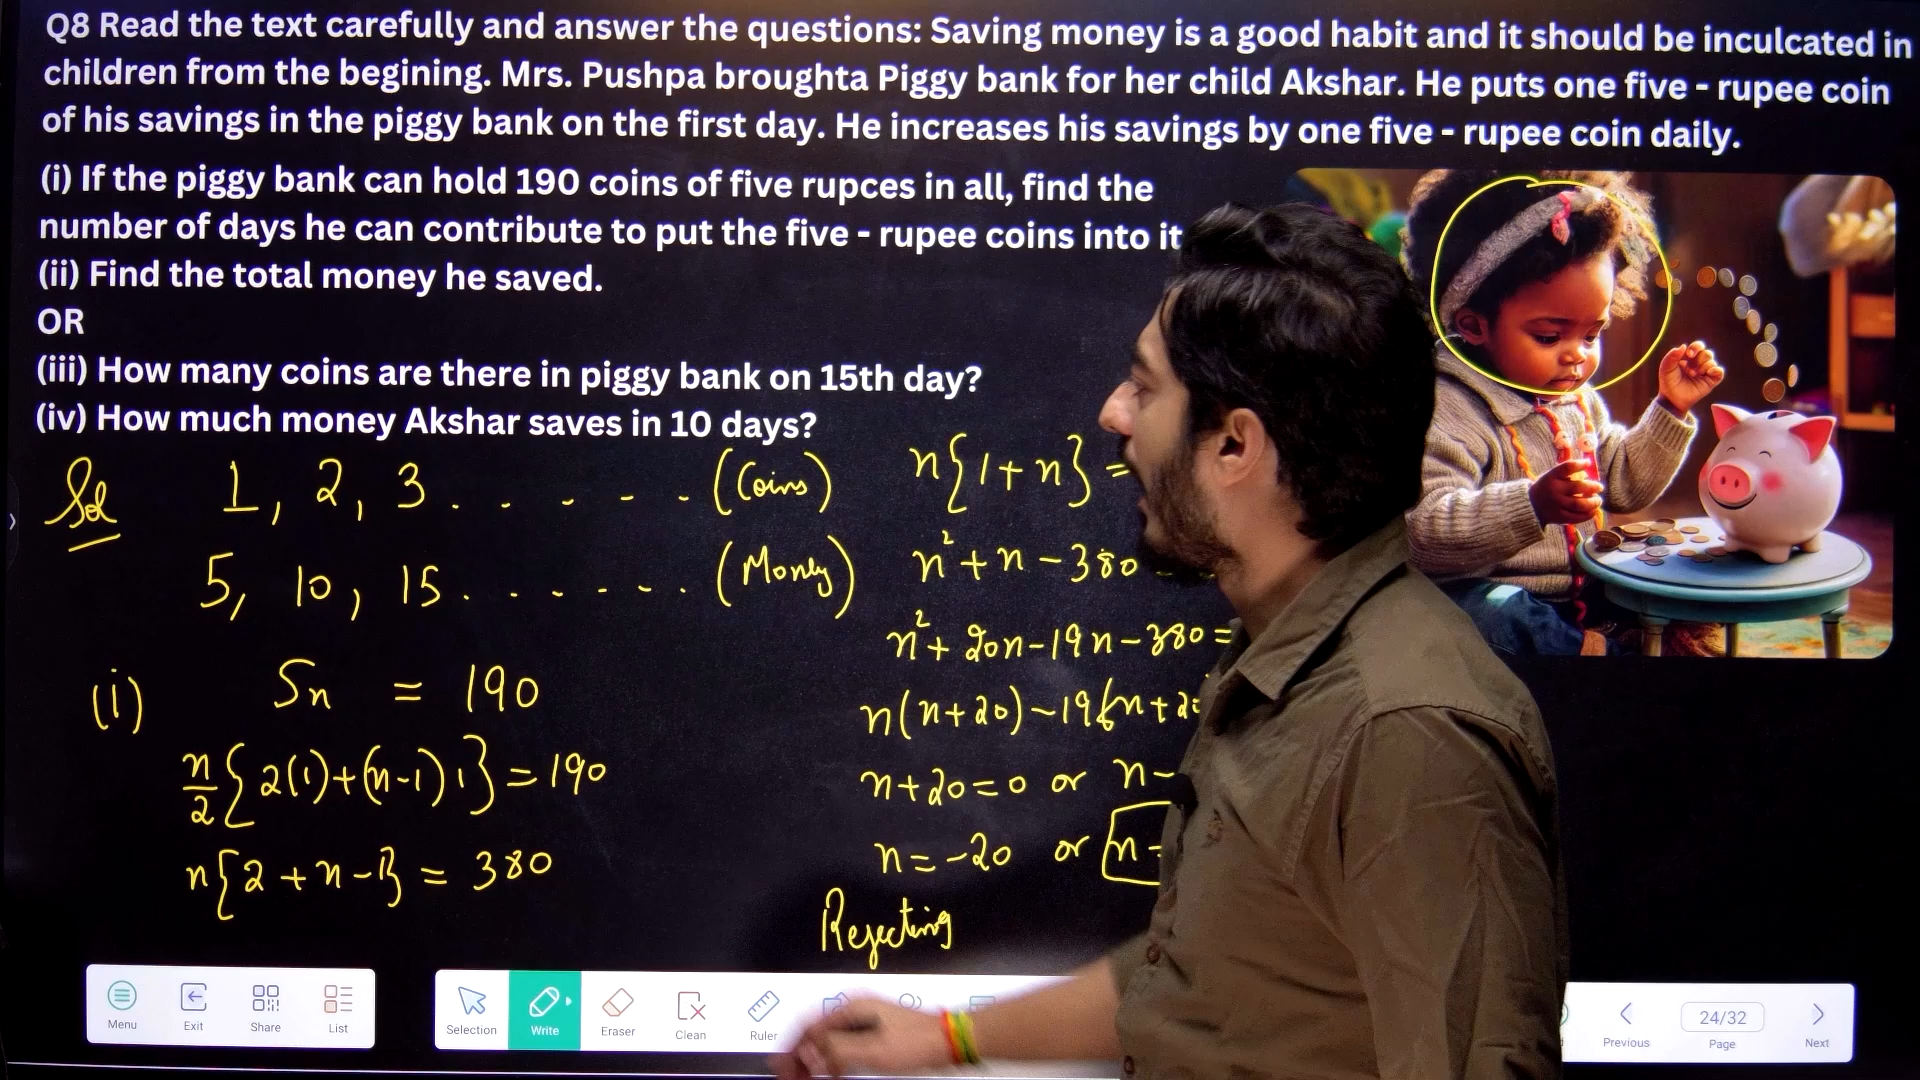 Q8 Read the text carefully and answer the questions: Saving money is a good habit and it should be inculcated in
children from the begining. Mrs. Pushpa broughta Piggy bank for her child Akshar. He puts one five - rupee coin
of his savings in the piggy bank on the first day. He increases his savings by one five - rupee coin daily.
(i) If the piggy bank can hold 190 coins of five rupces in all, find the
number of days he can contribute to put the five - rupee coins into it
(ii) Find the total money he saved.
OR
(iii) How many coins are there in piggy bank on 15th day?
(iv) How much money Akshar saves in 10 days?
Sol 1, 2, 3 . . . . . (Coins)
5, 10, 15 . . . . . . (Money)
(i) Sn = 190
n/2 {2(1)+(n-1)1} = 190
n{2+n-1} = 380
n{1+n} =
n²+n-380
n²+20n-19n-380=
n(n+20)-19(n+20
n+20=0 or n-
n=-20 or n=
Rejecting
Menu Exit Share List
Selection Write Eraser Clean Ruler
Previous 24/32 Page Next